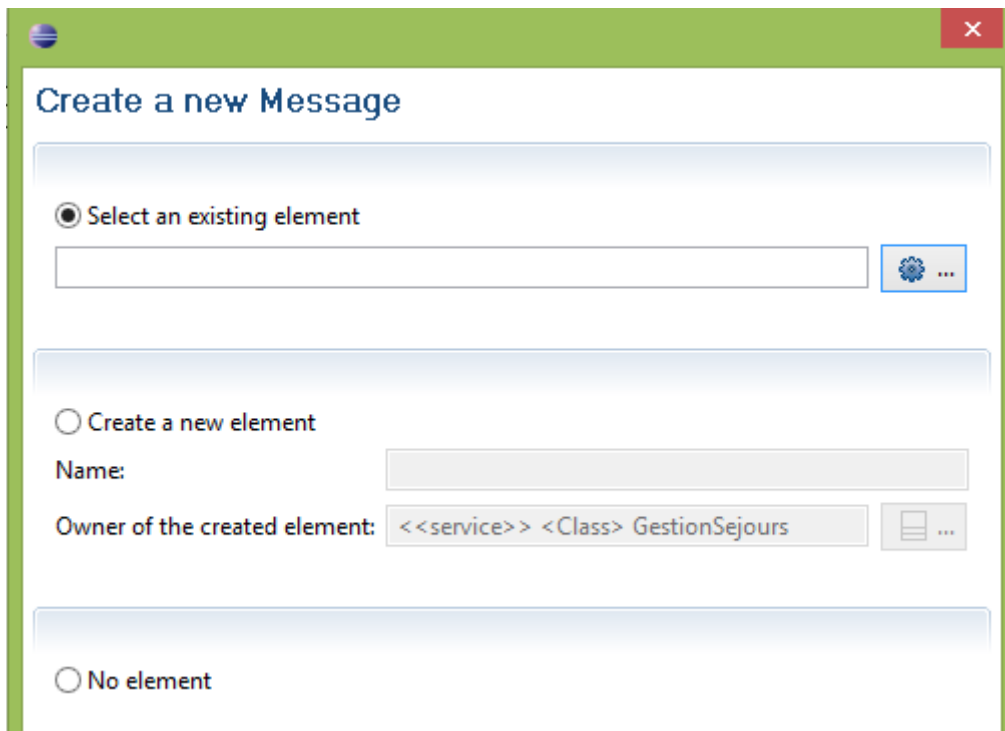 Create a new Message
Select an existing element
...
Create a new element
Name:
Owner of the created element: <<service>> <Class> GestionSejours ...
No element